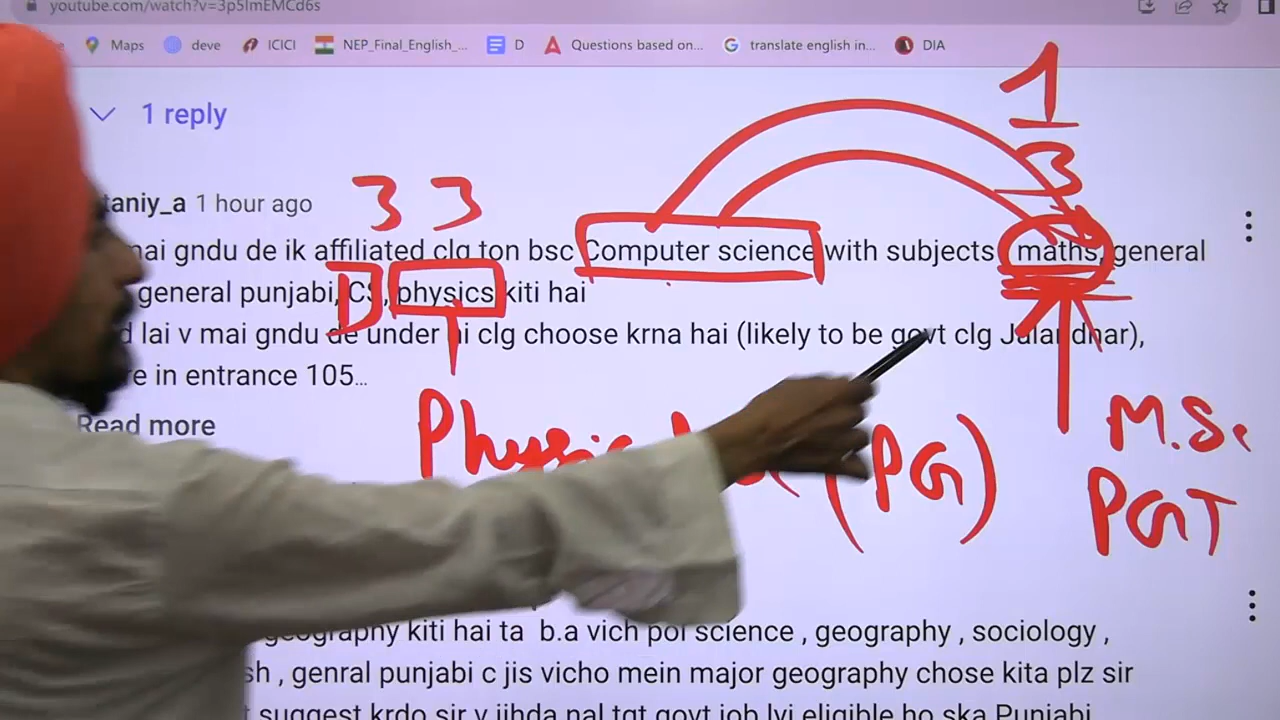 youtube.com/watch?v=3p5ImEMCd6s
Maps deve ICICI NEP_Final_English_... D Questions based on... translate english in... DIA
1 reply
1
3
3 3
taniy_a 1 hour ago
mai gndu de ik affiliated clg ton bsc Computer science with subjects maths, general
general punjabi, CS, physics kiti hai
D
lai v mai gndu de under hi clg choose krna hai (likely to be govt clg Jalandhar),
in entrance 105...
Read more
M.Sc
(PG)
PGT
geography kiti hai ta b.a vich pol science , geography , sociology ,
, genral punjabi c jis vicho mein major geography chose kita plz sir
suggest krdo sir v jihda nal tgt govt job lyi eligible ho ska Punjabi